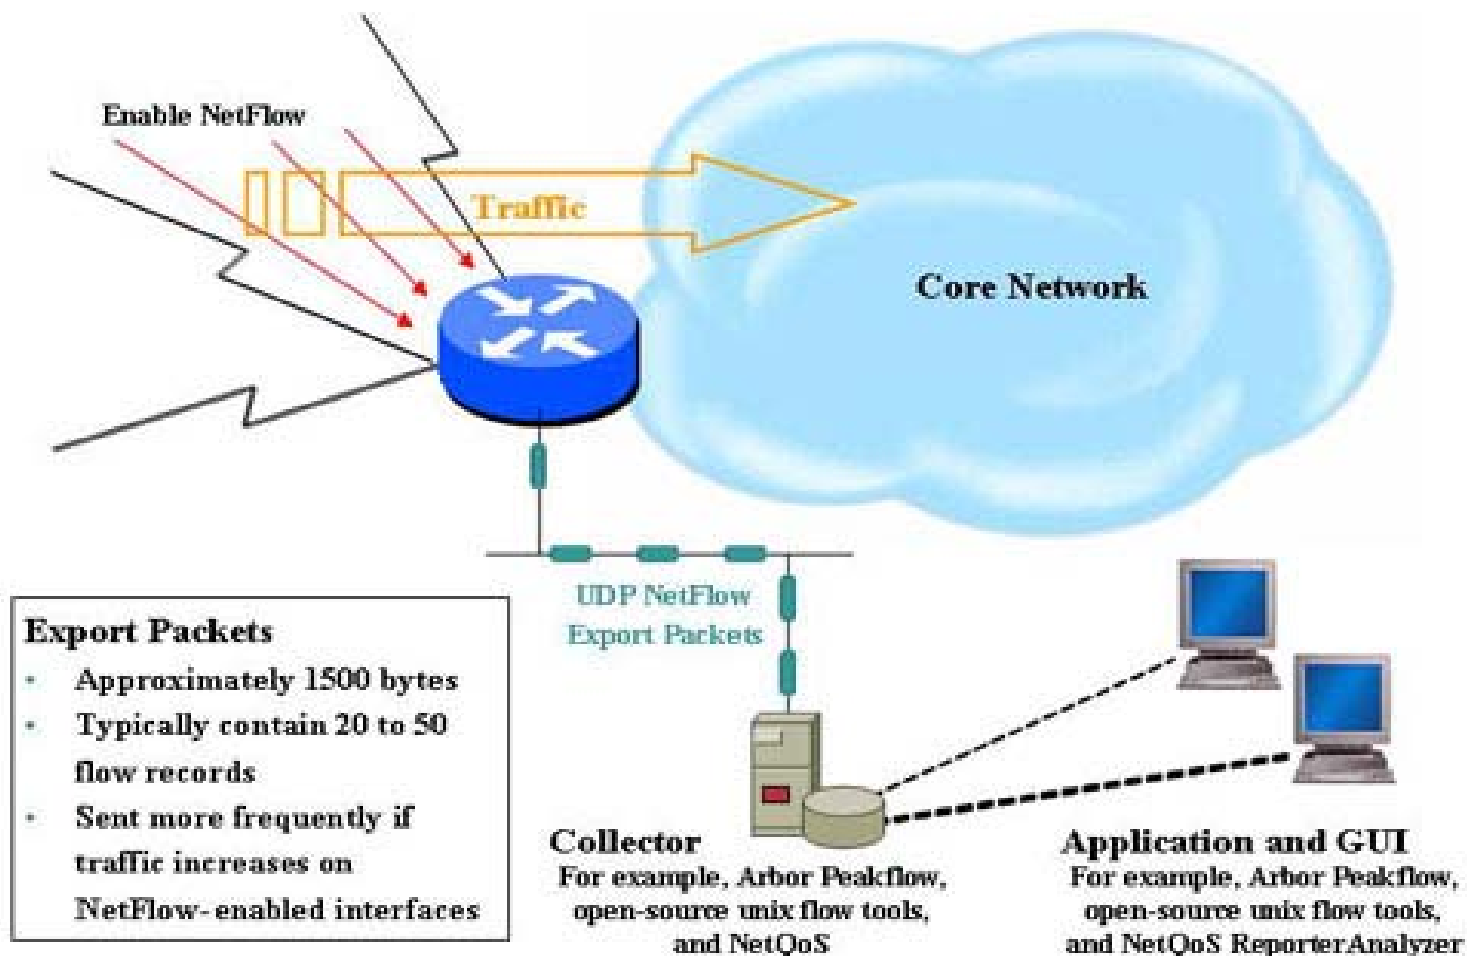 Enable NetFlow
Traffic
Core Network
UDP NetFlow
Export Packets
Export Packets
• Approximately 1500 bytes
• Typically contain 20 to 50
flow records
• Sent more frequently if
traffic increases on
NetFlow-enabled interfaces
Collector
For example, Arbor Peakflow,
open-source unix flow tools,
and NetQoS
Application and GUI
For example, Arbor Peakflow,
open-source unix flow tools,
and NetQoS ReporterAnalyzer